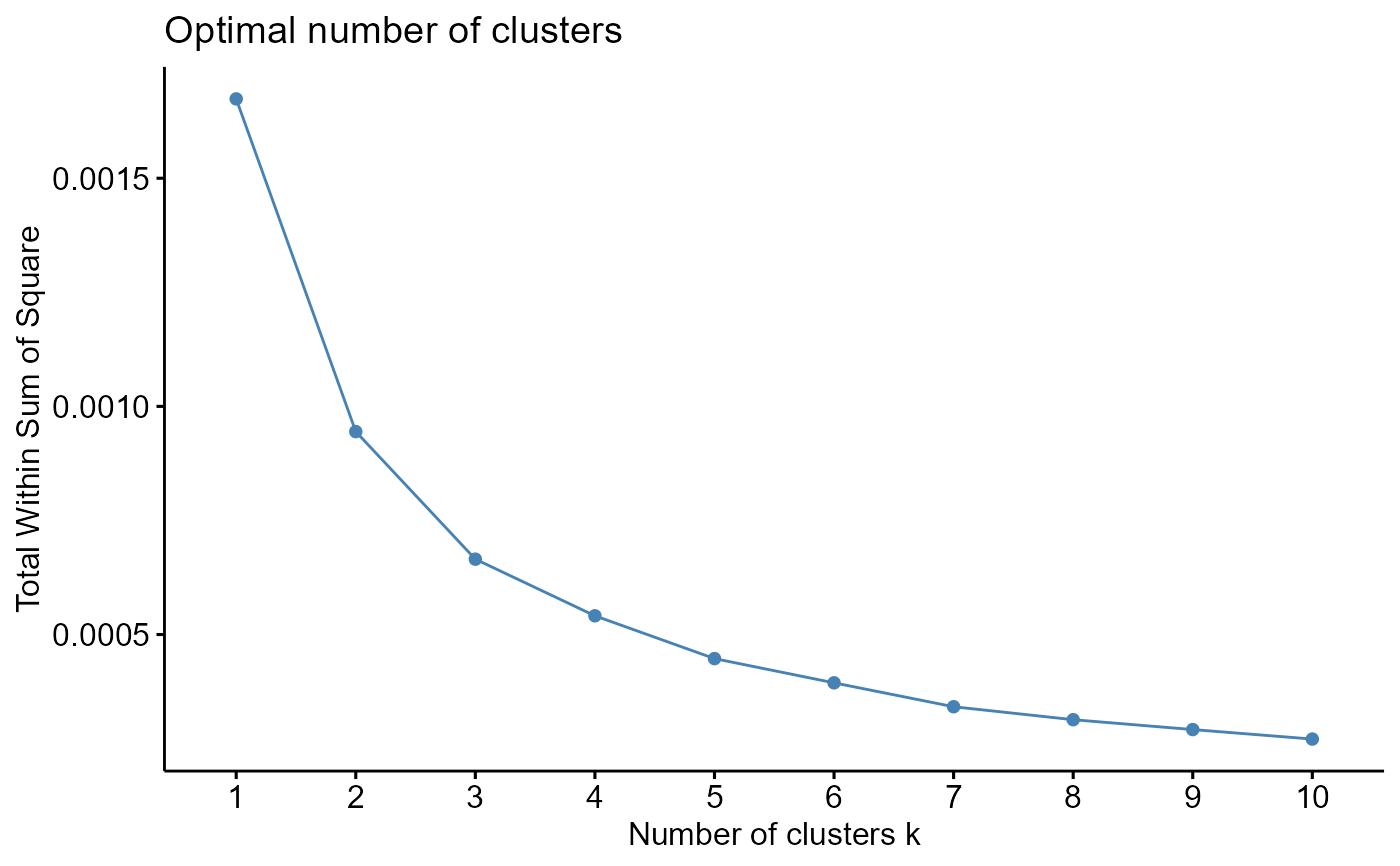 Optimal number of clusters
Total Within Sum of Square
0.0015
0.0010
0.0005
1 2 3 4 5 6 7 8 9 10
Number of clusters k